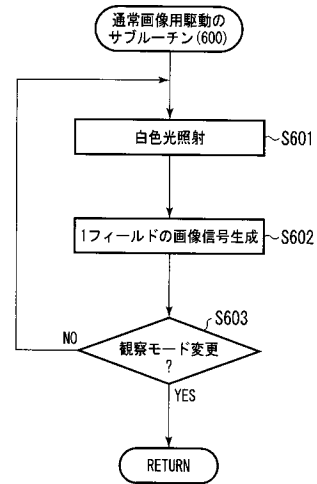 通常画像用駆動の
サブルーチン(600)
白色光照射
S601
1フィールドの画像信号生成
S602
S603
観察モード変更
?
NO
YES
RETURN